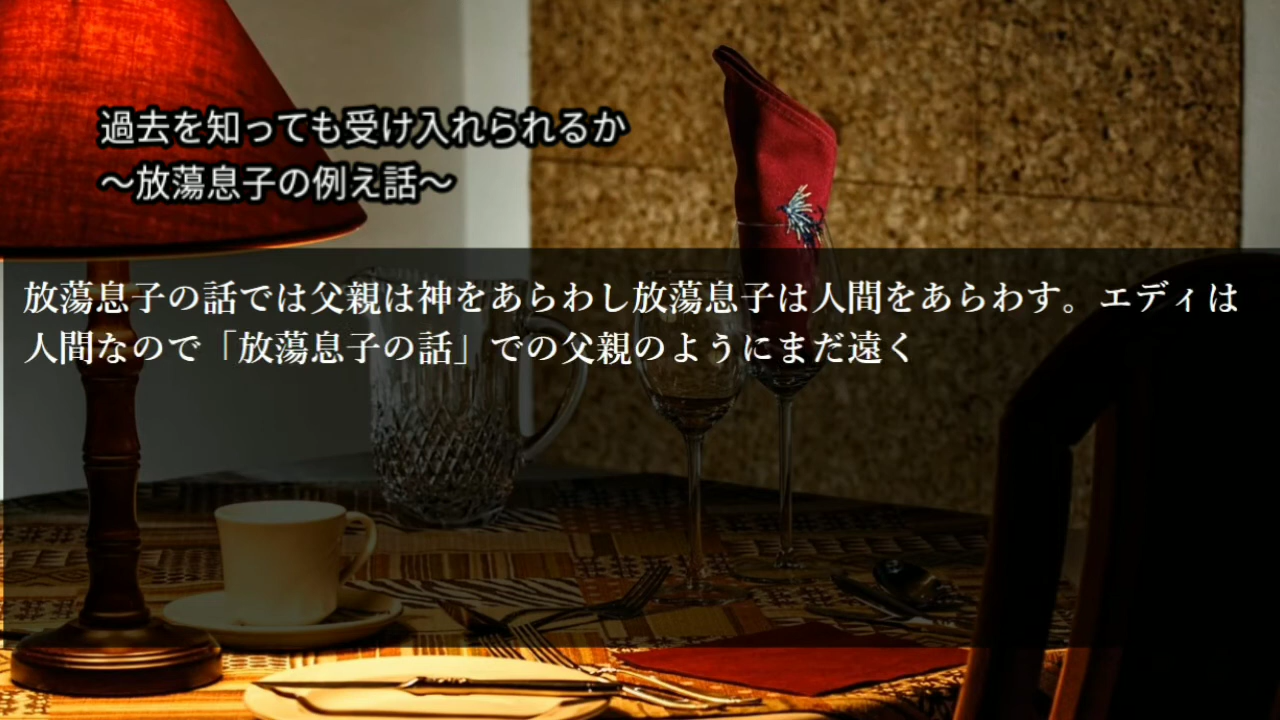 過去を知っても受け入れられるか
～放蕩息子の例え話～
放蕩息子の話では父親は神をあらわし放蕩息子は人間をあらわす。エディは
人間なので「放蕩息子の話」での父親のようにまだ遠く